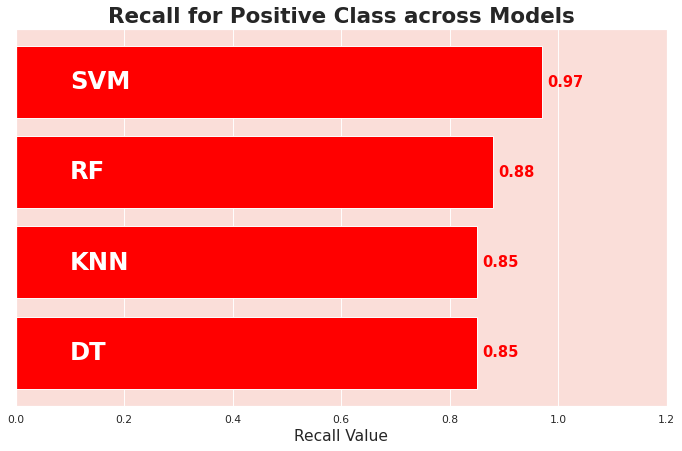 Recall for Positive Class across Models
SVM
0.97
RF
0.88
KNN
0.85
DT
0.85
0.0 0.2 0.4 0.6 0.8 1.0 1.2
Recall Value